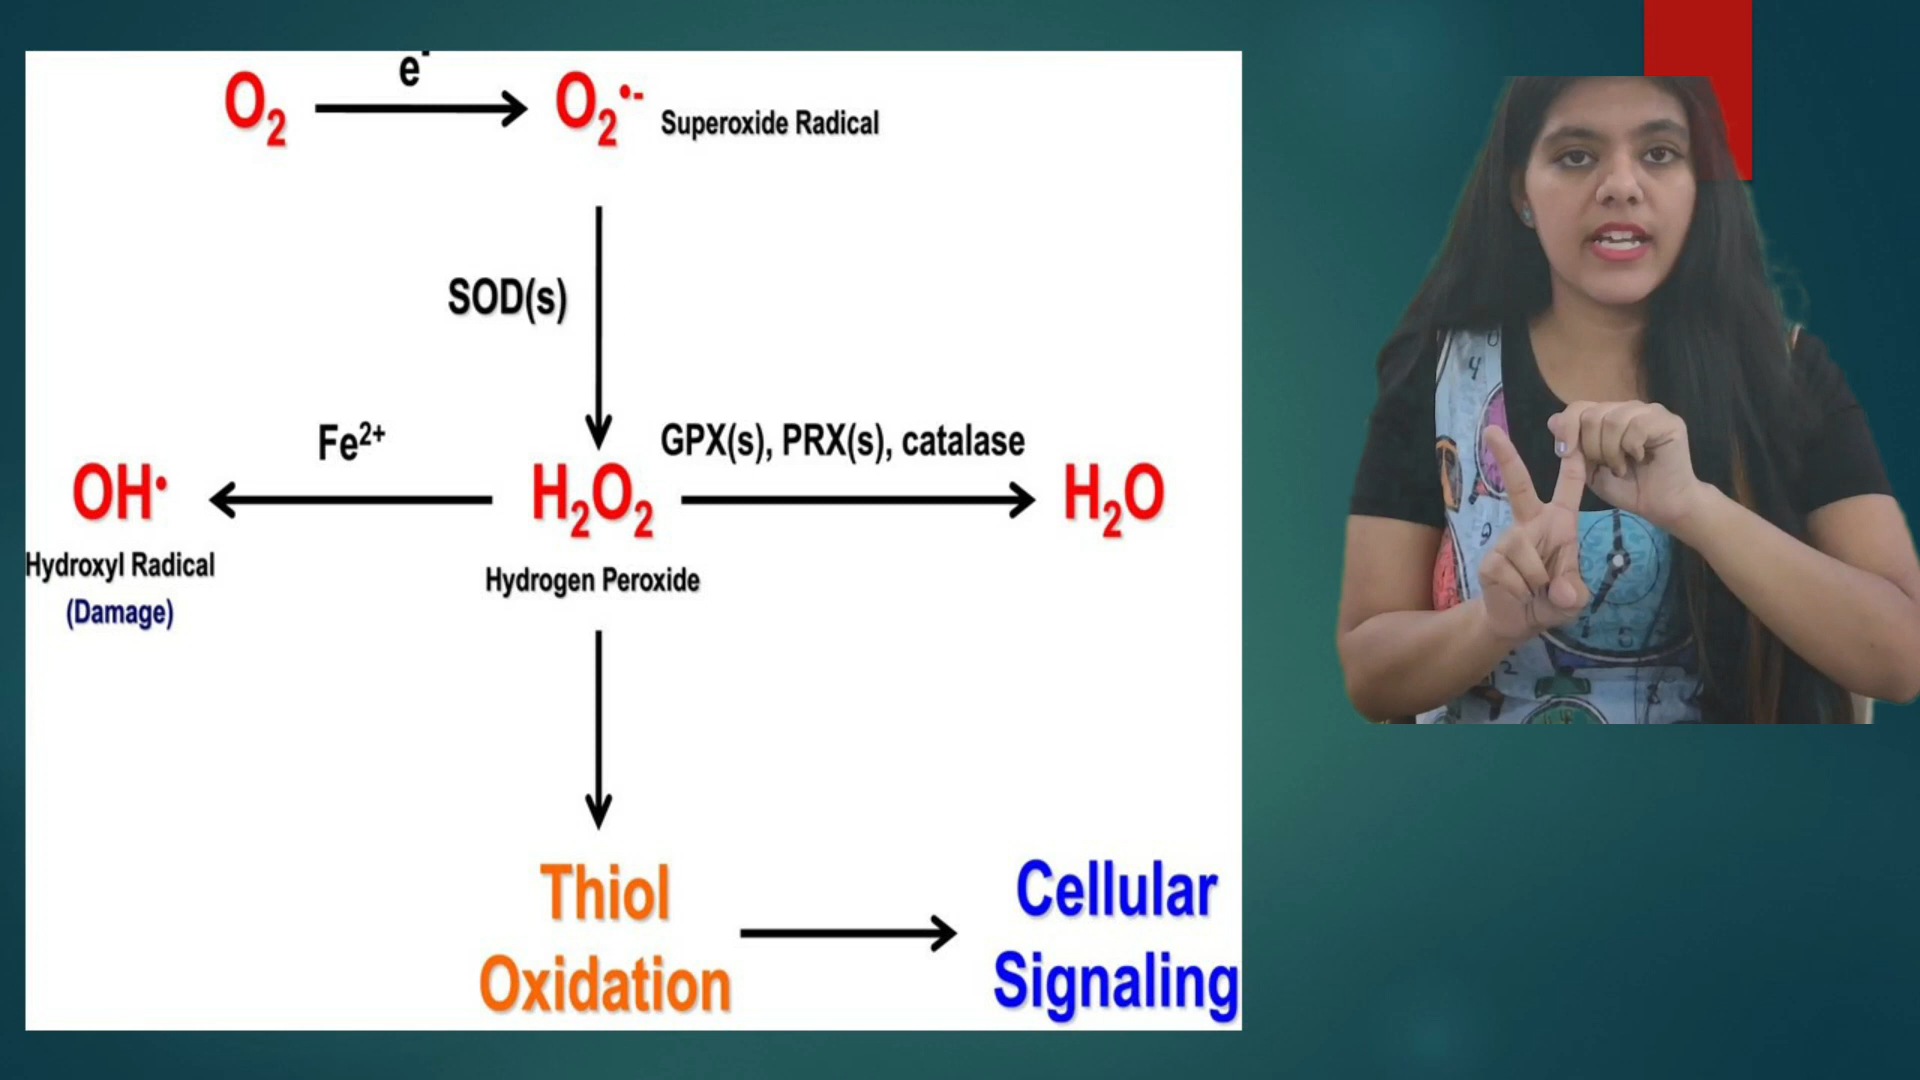 e⁻
O₂
O₂•-
Superoxide Radical
SOD(s)
Fe²⁺
GPX(s), PRX(s), catalase
OH•
H₂O₂
H₂O
Hydroxyl Radical
(Damage)
Hydrogen Peroxide
Thiol
Oxidation
Cellular
Signaling